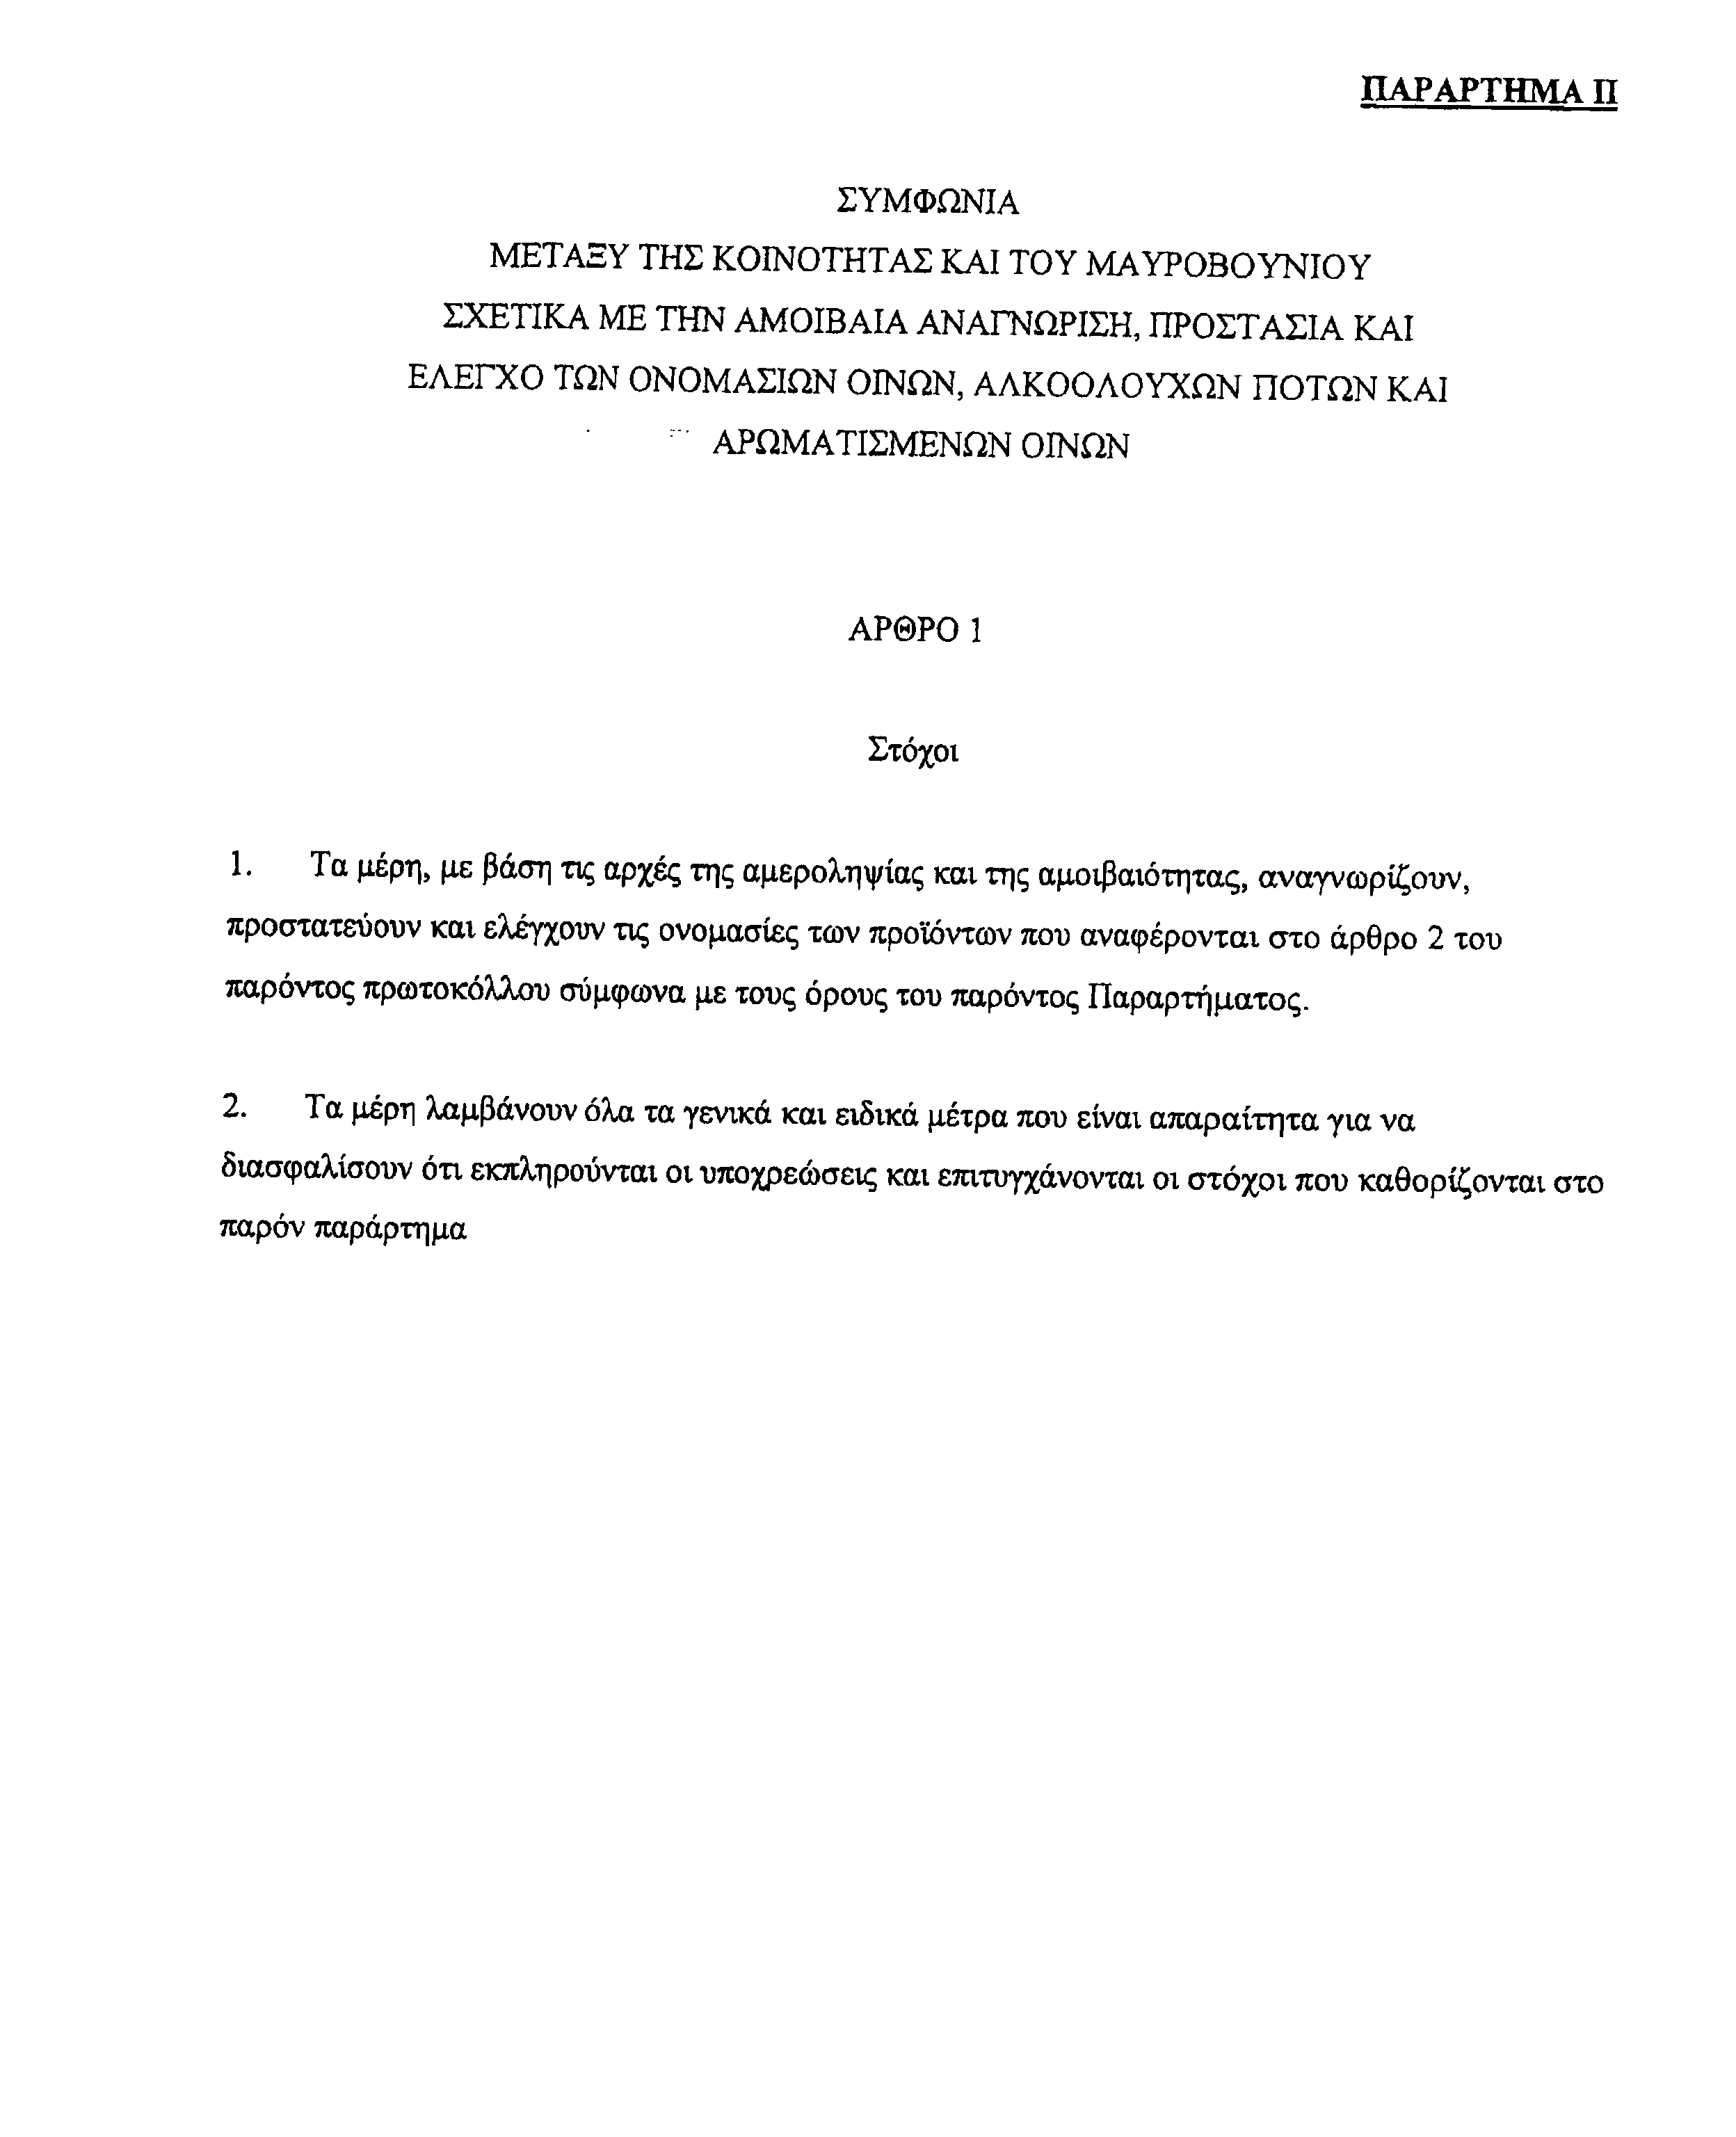 ΠΑΡΑΡΤΗΜΑ ΙΙ
ΣΥΜΦΩΝΙΑ
ΜΕΤΑΞΥ ΤΗΣ ΚΟΙΝΟΤΗΤΑΣ ΚΑΙ ΤΟΥ ΜΑΥΡΟΒΟΥΝΙΟΥ
ΣΧΕΤΙΚΑ ΜΕ ΤΗΝ ΑΜΟΙΒΑΙΑ ΑΝΑΓΝΩΡΙΣΗ, ΠΡΟΣΤΑΣΙΑ ΚΑΙ
ΕΛΕΓΧΟ ΤΩΝ ΟΝΟΜΑΣΙΩΝ ΟΙΝΩΝ, ΑΛΚΟΟΛΟΥΧΩΝ ΠΟΤΩΝ ΚΑΙ
ΑΡΩΜΑΤΙΣΜΕΝΩΝ ΟΙΝΩΝ
ΑΡΘΡΟ 1
Στόχοι
1. Τα μέρη, με βάση τις αρχές της αμεροληψίας και της αμοιβαιότητας, αναγνωρίζουν,
προστατεύουν και ελέγχουν τις ονομασίες των προϊόντων που αναφέρονται στο άρθρο 2 του
παρόντος πρωτοκόλλου σύμφωνα με τους όρους του παρόντος Παραρτήματος.
2. Τα μέρη λαμβάνουν όλα τα γενικά και ειδικά μέτρα που είναι απαραίτητα για να
διασφαλίσουν ότι εκπληρούνται οι υποχρεώσεις και επιτυγχάνονται οι στόχοι που καθορίζονται στο
παρόν παράρτημα